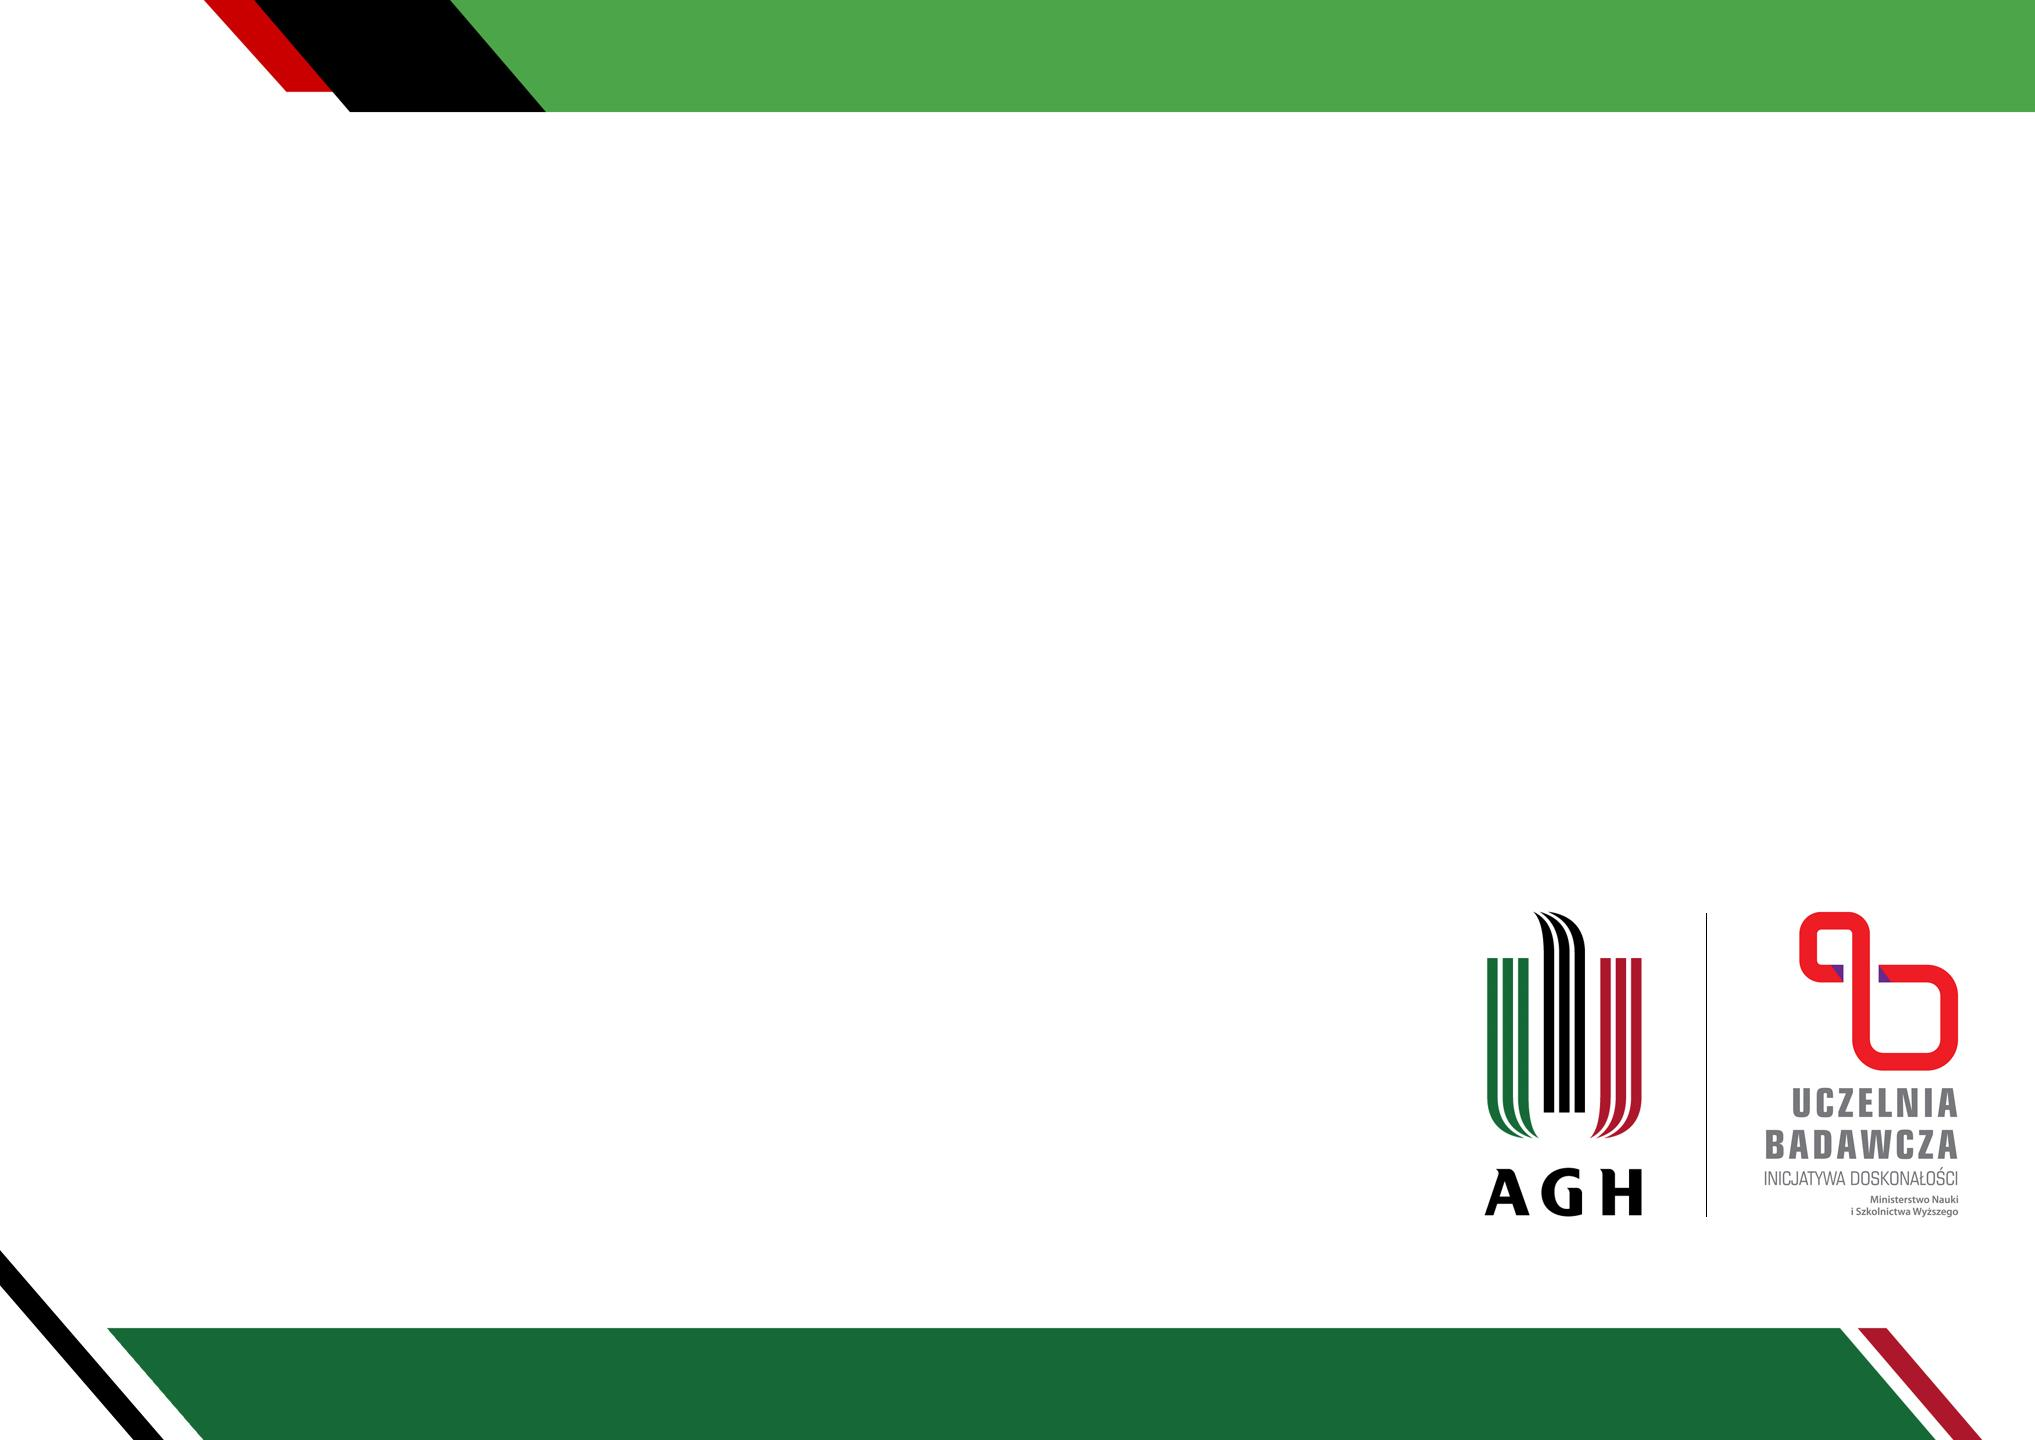 AGH
UCZELNIA
BADAWCZA
INICJATYWA DOSKONAŁOŚCI
Ministerstwo Nauki
i Szkolnictwa Wyższego